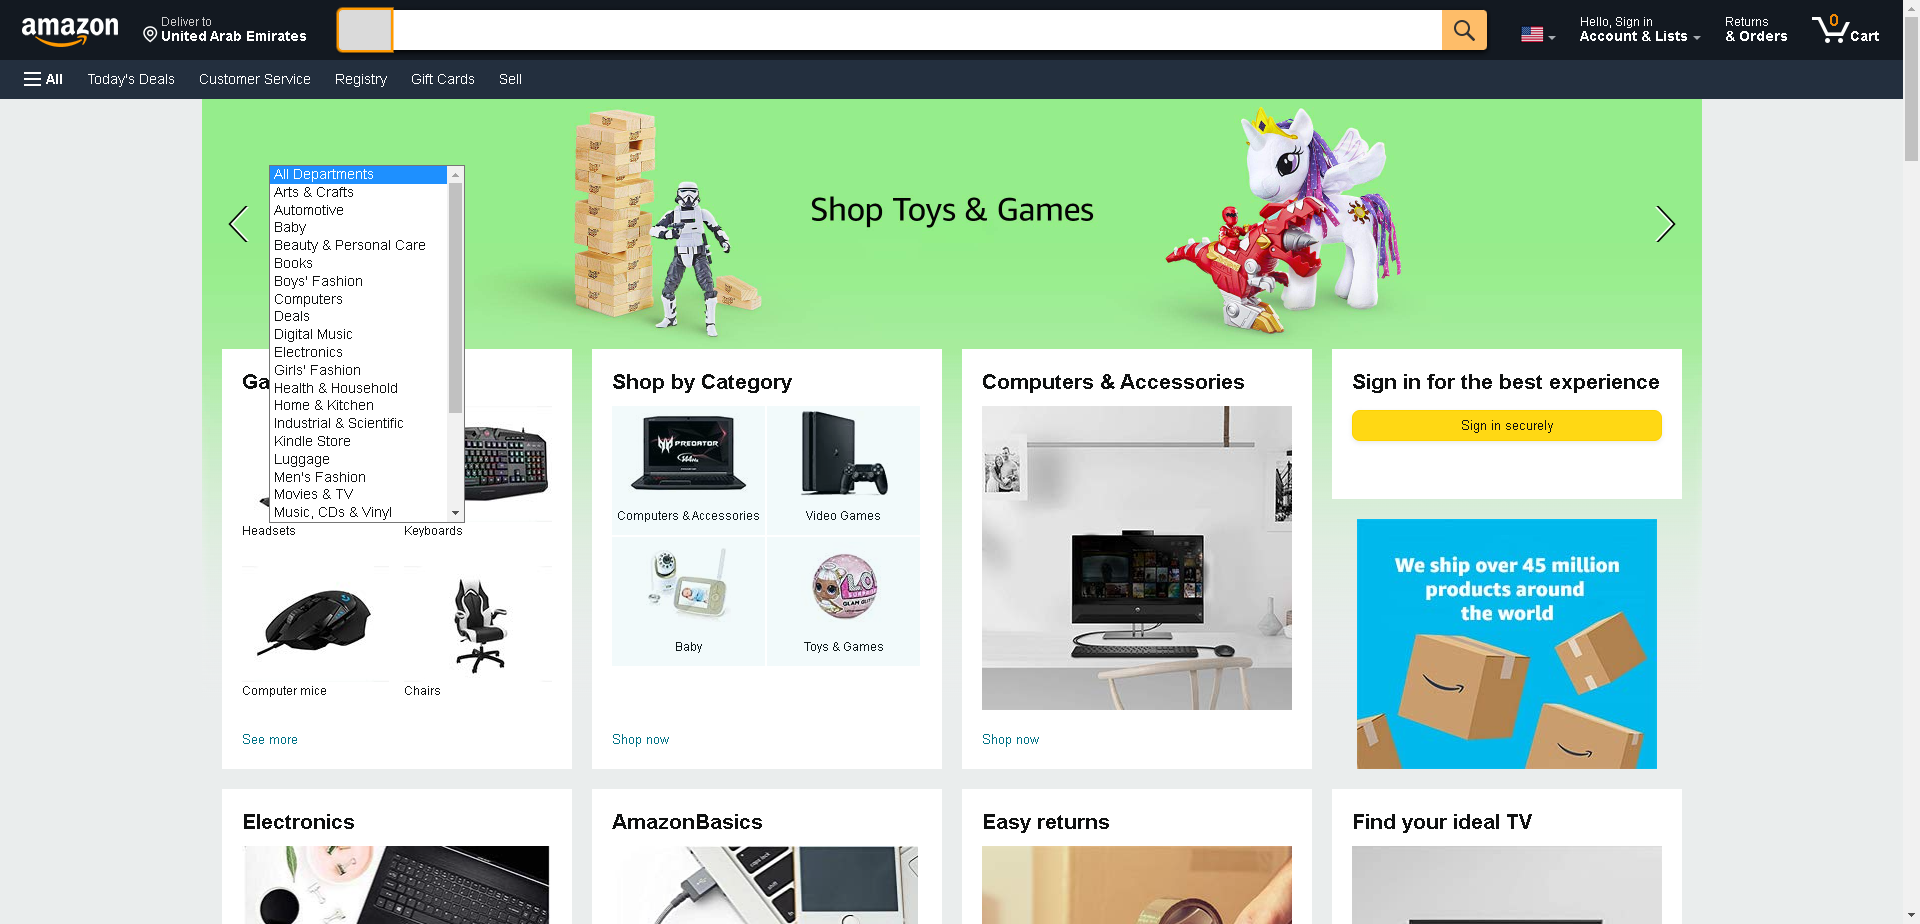 amazon
Deliver to
United Arab Emirates
Hello, Sign in
Account & Lists
Returns
& Orders
0
Cart
All
Today's Deals
Customer Service
Registry
Gift Cards
Sell
All Departments
Arts & Crafts
Automotive
Baby
Beauty & Personal Care
Books
Boys' Fashion
Computers
Deals
Digital Music
Electronics
Girls' Fashion
Health & Household
Home & Kitchen
Industrial & Scientific
Kindle Store
Luggage
Men's Fashion
Movies & TV
Music, CDs & Vinyl
Shop Toys & Games
Ga
Headsets
Keyboards
Computer mice
Chairs
See more
Shop by Category
PREDATOR
Computers & Accessories
Video Games
Baby
Toys & Games
Shop now
Computers & Accessories
Shop now
Sign in for the best experience
Sign in securely
We ship over 45 million
products around
the world
Electronics
AmazonBasics
Easy returns
Find your ideal TV